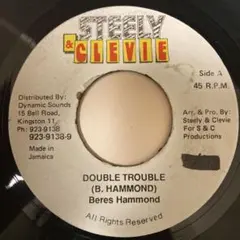 STEELY
& CLEVIE
Side A
45 R.P.M.
Distributed By:
Dynamic Sounds
15 Bell Road,
Kingston 11,
Ph: 923-9138
923-9138-9
Made in
Jamaica
Arr. & Pro. By:
Steely & Clevie
For S & C
Productions
DOUBLE TROUBLE
(B. HAMMOND)
Beres Hammond
All Rights Reserved